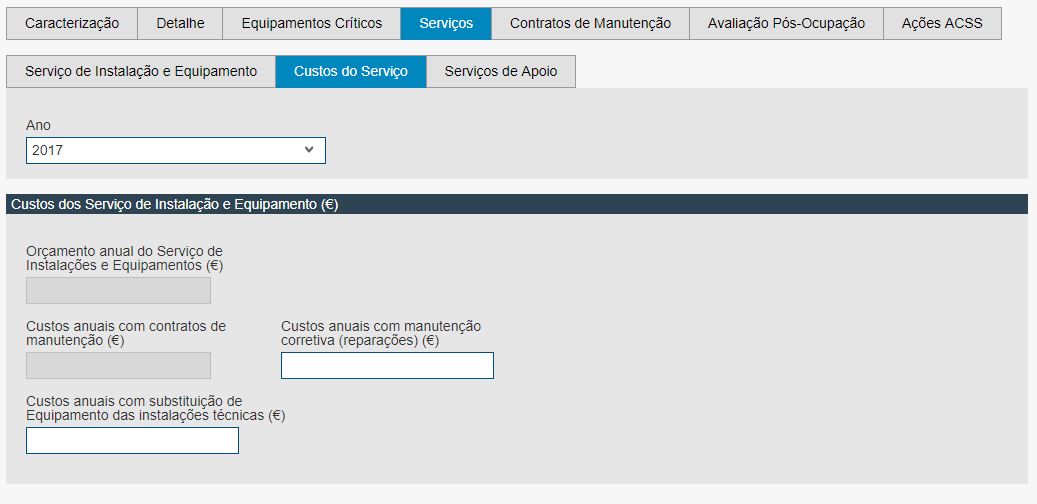 Caracterização Detalhe Equipamentos Críticos Serviços Contratos de Manutenção Avaliação Pós-Ocupação Ações ACSS
Serviço de Instalação e Equipamento Custos do Serviço Serviços de Apoio
Ano
2017
Custos dos Serviço de Instalação e Equipamento (€)
Orçamento anual do Serviço de
Instalações e Equipamentos (€)
Custos anuais com contratos de
manutenção (€)
Custos anuais com manutenção
corretiva (reparações) (€)
Custos anuais com substituição de
Equipamento das instalações técnicas (€)